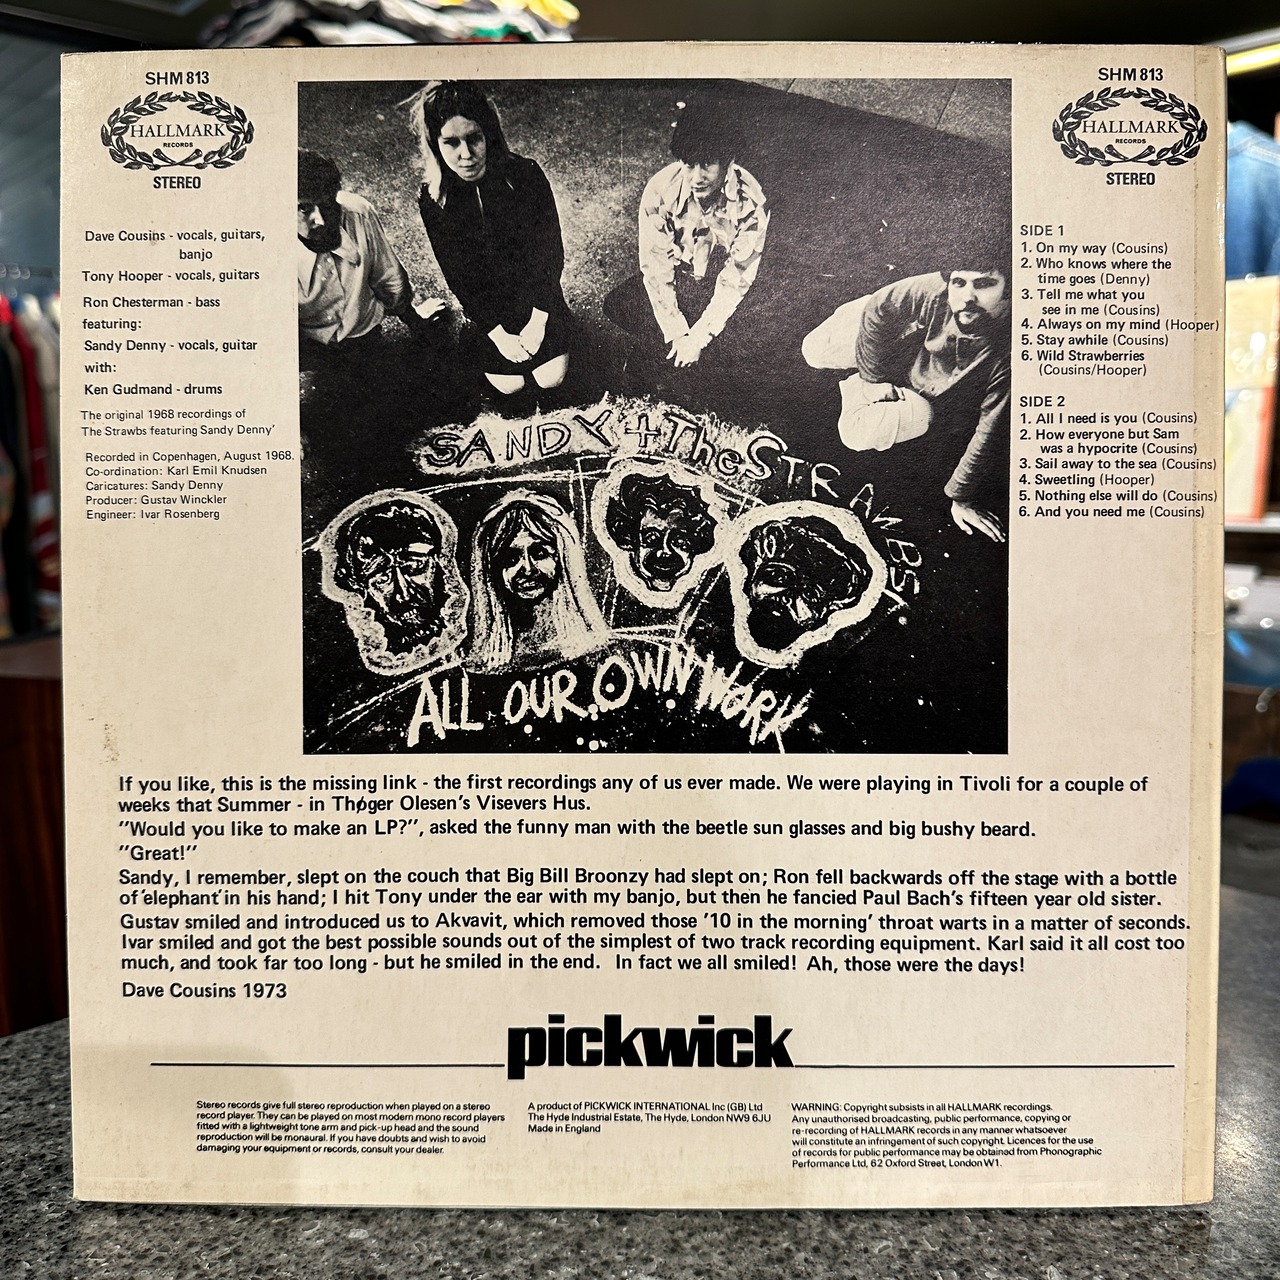 SHM 813
HALLMARK
RECORDS
STEREO
Dave Cousins - vocals, guitars,
banjo
Tony Hooper - vocals, guitars
Ron Chesterman - bass
featuring:
Sandy Denny - vocals, guitar
with:
Ken Gudmand - drums
The original 1968 recordings of
'The Strawbs featuring Sandy Denny'
Recorded in Copenhagen, August 1968.
Co-ordination: Karl Emil Knudsen
Caricatures: Sandy Denny
Producer: Gustav Winckler
Engineer: Ivar Rosenberg
SANDY + The STRAWBS
ALL OUR OWN WORK
SHM 813
HALLMARK
RECORDS
STEREO
SIDE 1
1. On my way (Cousins)
2. Who knows where the
time goes (Denny)
3. Tell me what you
see in me (Cousins)
4. Always on my mind (Hooper)
5. Stay awhile (Cousins)
6. Wild Strawberries
(Cousins/Hooper)
SIDE 2
1. All I need is you (Cousins)
2. How everyone but Sam
was a hypocrite (Cousins)
3. Sail away to the sea (Cousins)
4. Sweetling (Hooper)
5. Nothing else will do (Cousins)
6. And you need me (Cousins)
If you like, this is the missing link - the first recordings any of us ever made. We were playing in Tivoli for a couple of
weeks that Summer - in Thøger Olesen's Visevers Hus.
"Would you like to make an LP?", asked the funny man with the beetle sun glasses and big bushy beard.
"Great!"
Sandy, I remember, slept on the couch that Big Bill Broonzy had slept on; Ron fell backwards off the stage with a bottle
of 'elephant' in his hand; I hit Tony under the ear with my banjo, but then he fancied Paul Bach's fifteen year old sister.
Gustav smiled and introduced us to Akvavit, which removed those '10 in the morning' throat warts in a matter of seconds.
Ivar smiled and got the best possible sounds out of the simplest of two track recording equipment. Karl said it all cost too
much, and took far too long - but he smiled in the end. In fact we all smiled! Ah, those were the days!
Dave Cousins 1973
pickwick
Stereo records give full stereo reproduction when played on a stereo
record player. They can be played on most modern mono record players
fitted with a lightweight tone arm and pick-up head and the sound
reproduction will be monaural. If you have doubts and wish to avoid
damaging your equipment or records, consult your dealer.
A product of PICKWICK INTERNATIONAL Inc (GB) Ltd
The Hyde Industrial Estate, The Hyde, London NW9 6JU
Made in England
WARNING: Copyright subsists in all HALLMARK recordings.
Any unauthorised broadcasting, public performance, copying or
re-recording of HALLMARK records in any manner whatsoever
will constitute an infringement of such copyright. Licences for the use
of records for public performance may be obtained from Phonographic
Performance Ltd, 62 Oxford Street, London W1.